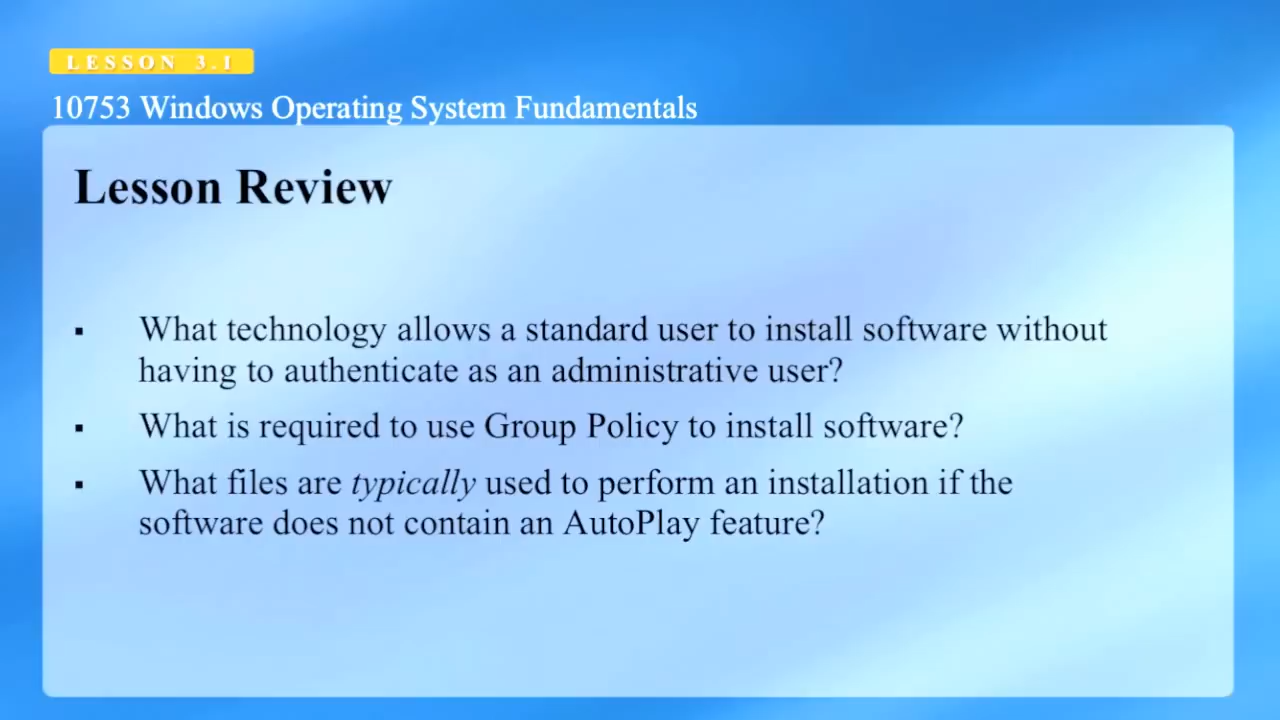 LESSON 3.1
10753 Windows Operating System Fundamentals
Lesson Review
▪ What technology allows a standard user to install software without
having to authenticate as an administrative user?
▪ What is required to use Group Policy to install software?
▪ What files are typically used to perform an installation if the
software does not contain an AutoPlay feature?